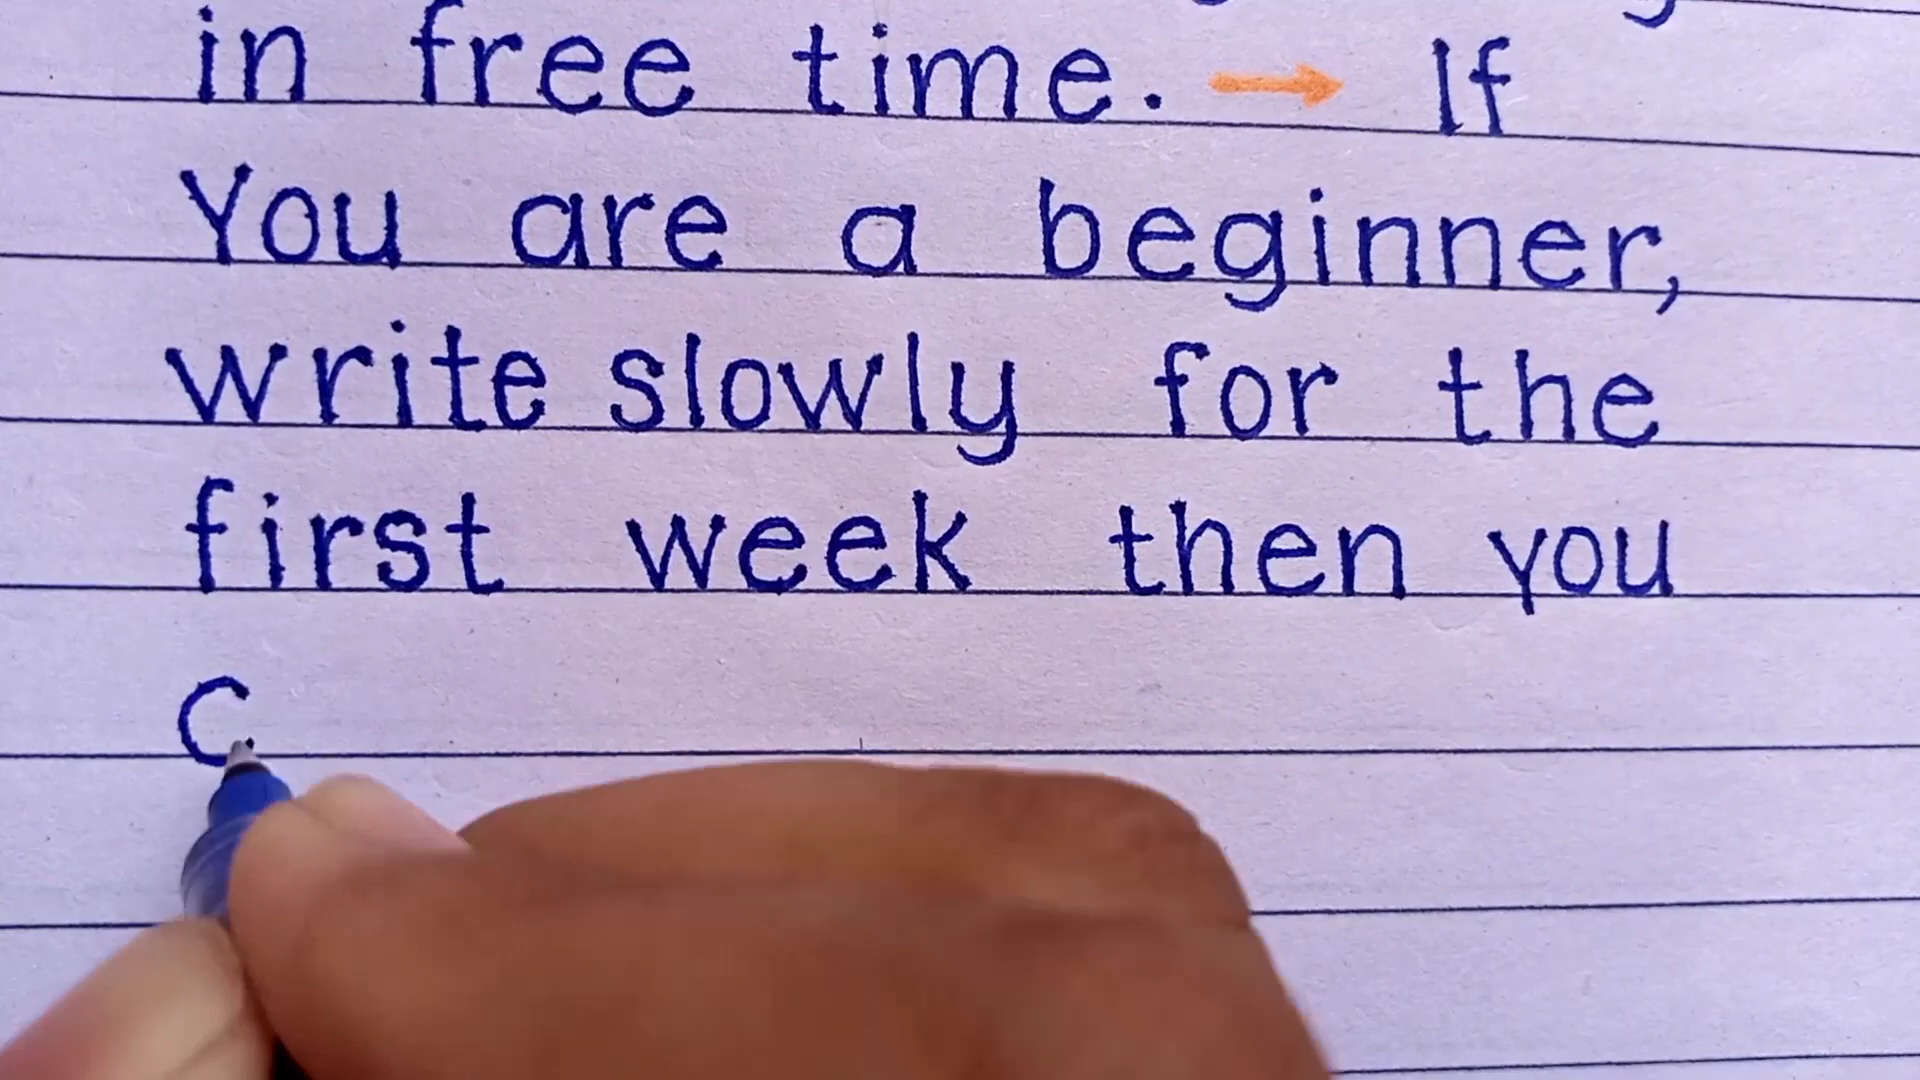 in free time. → If
You are a beginner,
write slowly for the
first week then you
c